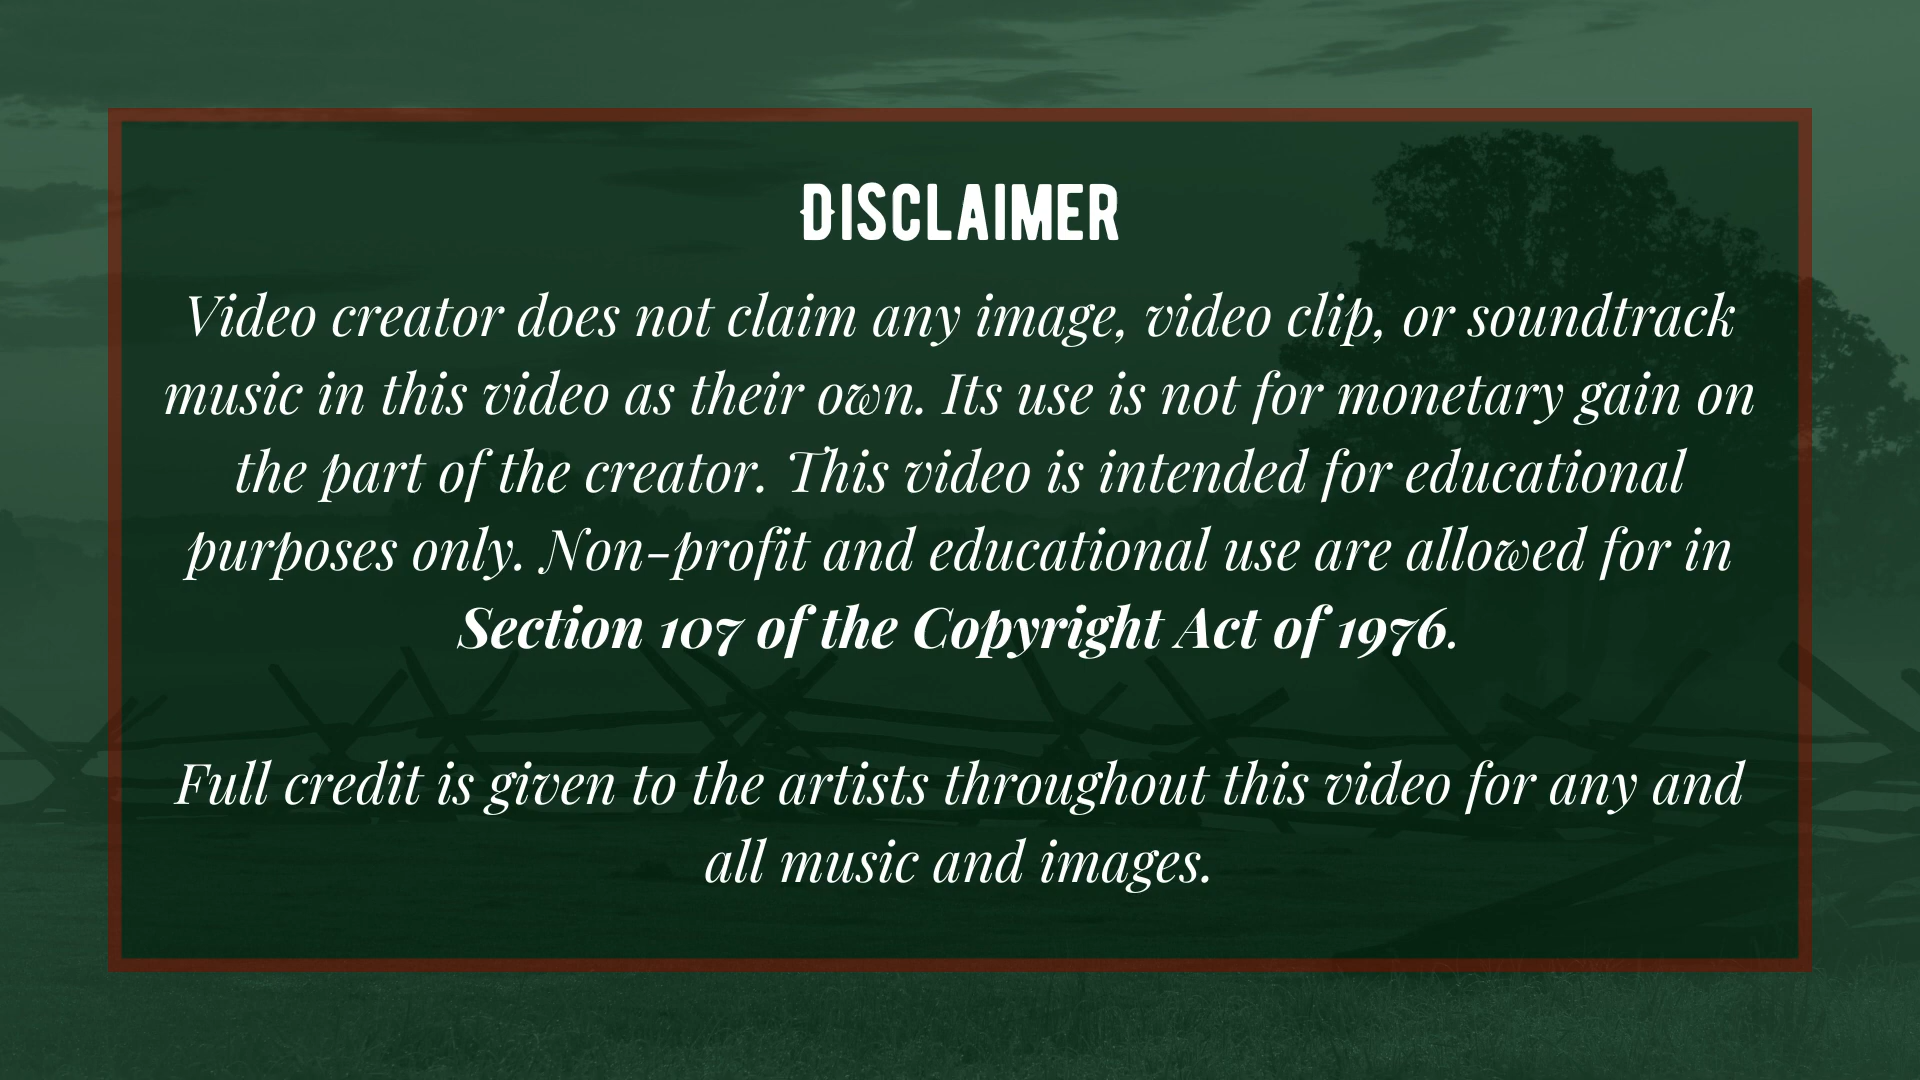 DISCLAIMER
Video creator does not claim any image, video clip, or soundtrack
music in this video as their own. Its use is not for monetary gain on
the part of the creator. This video is intended for educational
purposes only. Non-profit and educational use are allowed for in
Section 107 of the Copyright Act of 1976.
Full credit is given to the artists throughout this video for any and
all music and images.